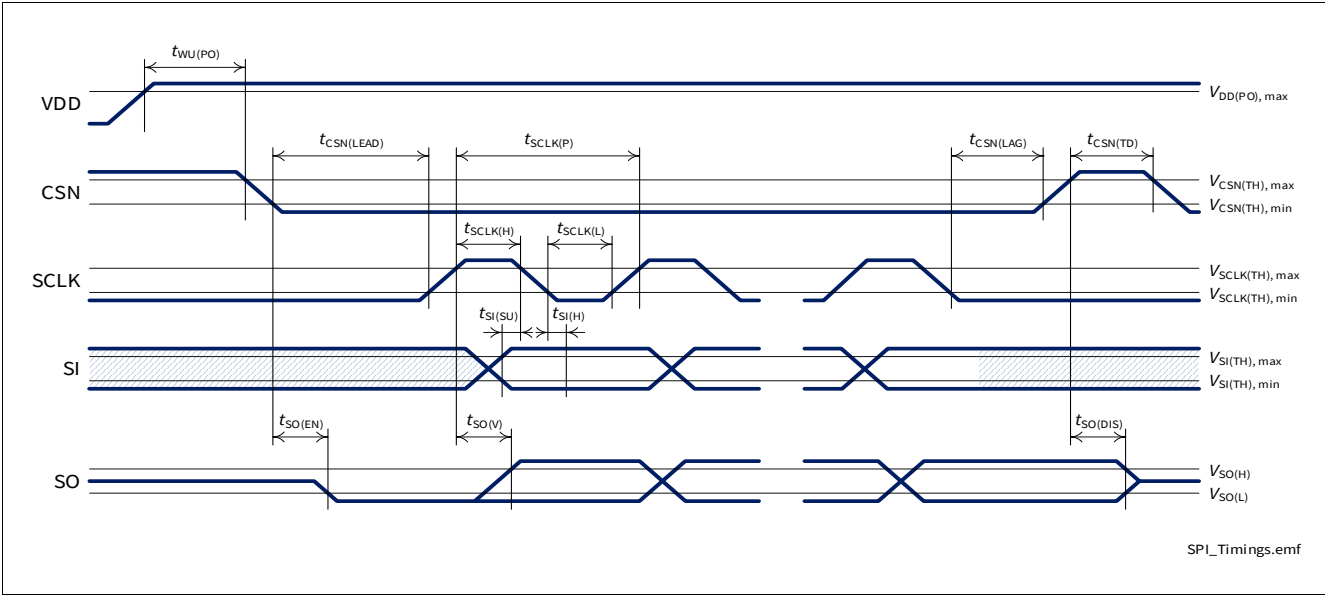 tWU(PO)
VDD
VDD(PO), max
tCSN(LEAD)
tSCLK(P)
tCSN(LAG)
tCSN(TD)
CSN
VCSN(TH), max
VCSN(TH), min
tSCLK(H)
tSCLK(L)
SCLK
VSCLK(TH), max
VSCLK(TH), min
tSI(SU)
tSI(H)
SI
VSI(TH), max
VSI(TH), min
tSO(EN)
tSO(V)
tSO(DIS)
SO
VSO(H)
VSO(L)
SPI_Timings.emf